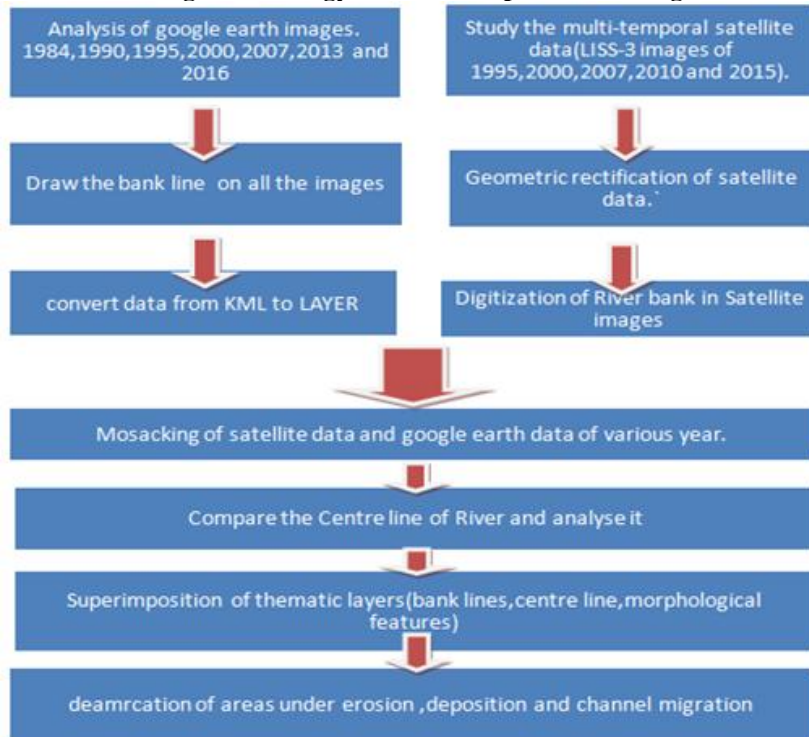 Analysis of google earth images.
1984,1990,1995,2000,2007,2013 and
2016
Draw the bank line on all the images
convert data from KML to LAYER
Study the multi-temporal satellite
data(LISS-3 images of
1995,2000,2007,2010 and 2015).
Geometric rectification of satellite
data.`
Digitization of River bank in Satellite
images
Mosacking of satellite data and google earth data of various year.
Compare the Centre line of River and analyse it
Superimposition of thematic layers(bank lines,centre line,morphological
features)
deamrcation of areas under erosion ,deposition and channel migration